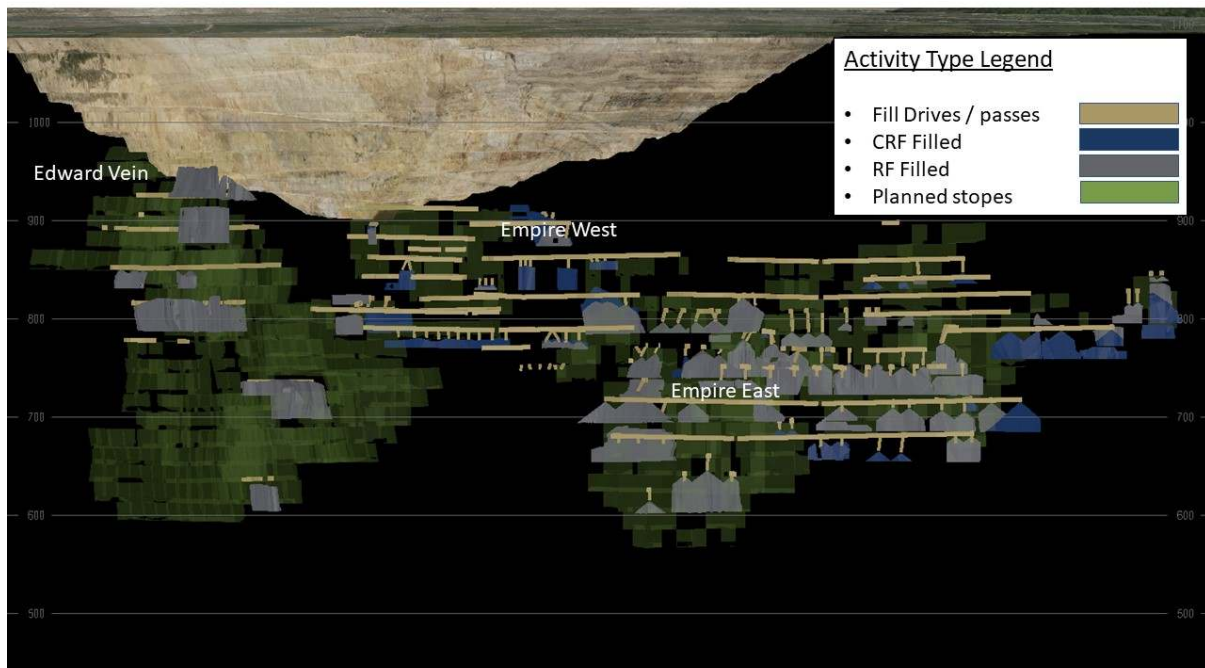 1100
Activity Type Legend
• Fill Drives / passes
• CRF Filled
• RF Filled
• Planned stopes
1000
Edward Vein
900
900
Empire West
800
800
Empire East
700
700
600
600
500
500